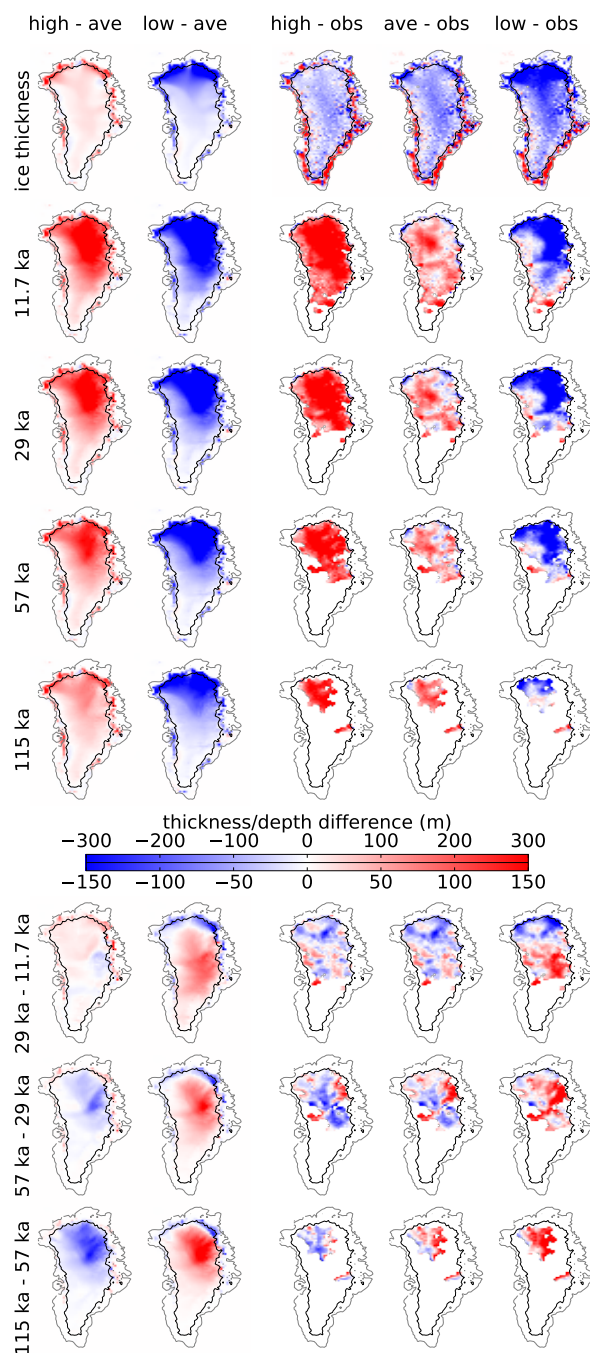 high - ave low - ave high - obs ave - obs low - obs
ice thickness
11.7 ka
29 ka
57 ka
115 ka
thickness/depth difference (m)
−300 −200 −100 0 100 200 300
−150 −100 −50 0 50 100 150
29 ka - 11.7 ka
57 ka - 29 ka
115 ka - 57 ka